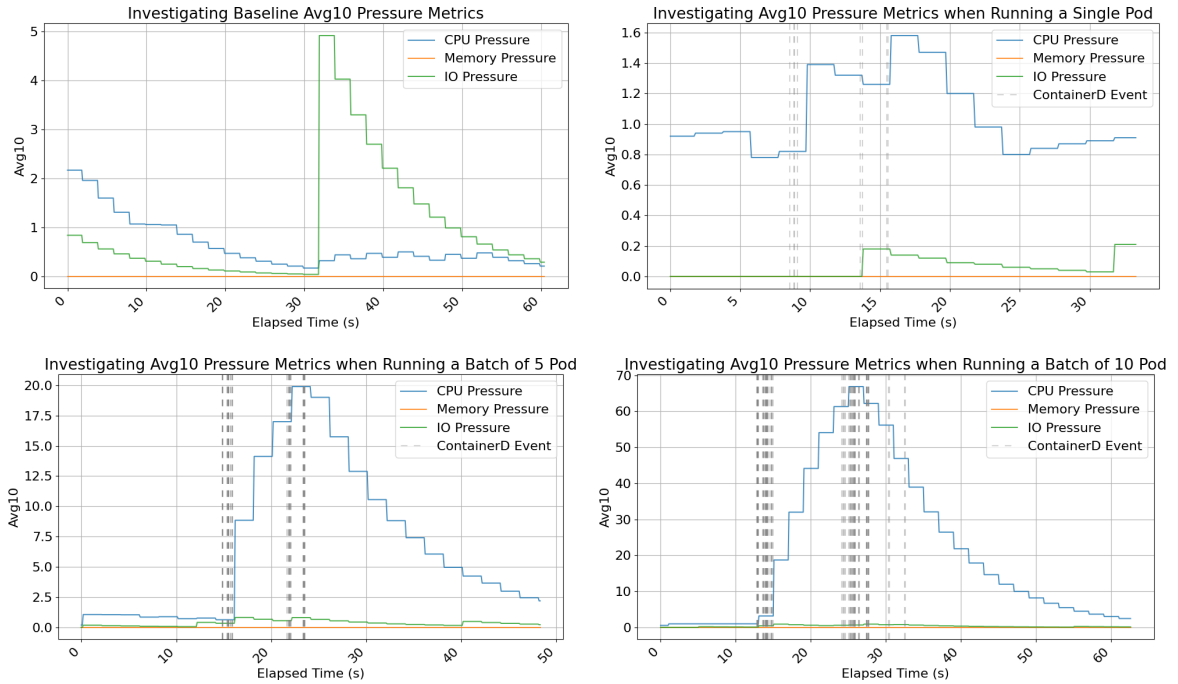 Investigating Baseline Avg10 Pressure Metrics
5
4
3
2
1
0
Avg10
CPU Pressure
Memory Pressure
IO Pressure
0
10
20
30
40
50
60
Elapsed Time (s)
Investigating Avg10 Pressure Metrics when Running a Single Pod
1.6
1.4
1.2
1.0
0.8
0.6
0.4
0.2
0.0
Avg10
CPU Pressure
Memory Pressure
IO Pressure
ContainerD Event
0
5
10
15
20
25
30
Elapsed Time (s)
Investigating Avg10 Pressure Metrics when Running a Batch of 5 Pod
20.0
17.5
15.0
12.5
10.0
7.5
5.0
2.5
0.0
Avg10
CPU Pressure
Memory Pressure
IO Pressure
ContainerD Event
0
10
20
30
40
50
Elapsed Time (s)
Investigating Avg10 Pressure Metrics when Running a Batch of 10 Pod
70
60
50
40
30
20
10
0
Avg10
CPU Pressure
Memory Pressure
IO Pressure
ContainerD Event
0
10
20
30
40
50
60
Elapsed Time (s)